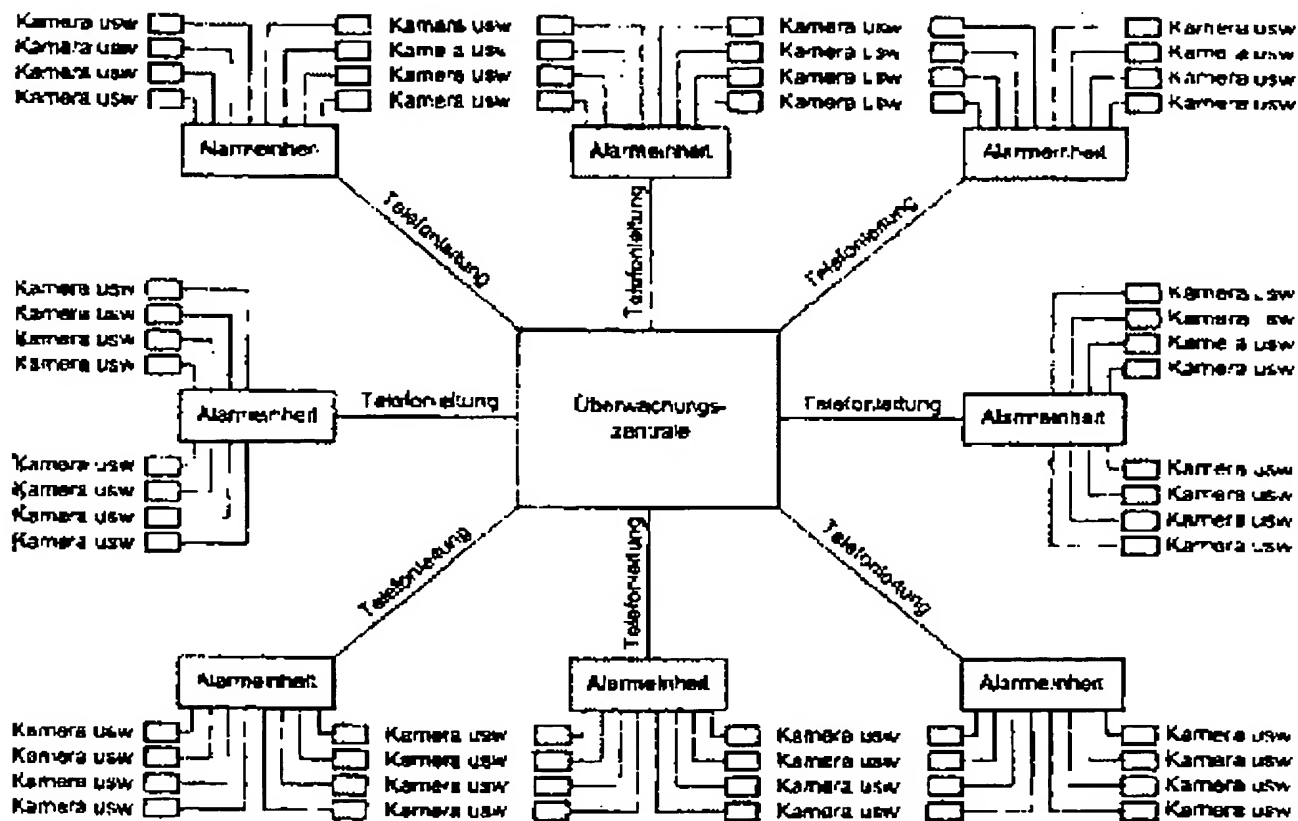 Kamera usw Kamera usw Kamera usw Kamera usw
Kamera usw Kamera usw Kamera usw Kamera usw
Kamera usw Kamera usw Kamera usw Kamera usw
Kamera usw Kamera usw Kamera usw Kamera usw
Alarmeinheit Alarmeinheit Alarmeinheit
Telefonleitung Telefonleitung Telefonleitung
Kamera usw Kamera usw
Kamera usw Kamera usw
Kamera usw Kamera usw
Kamera usw Kamera usw
Alarmeinheit Telefonleitung Überwachungs- Telefonleitung Alarmeinheit
zentrale
Kamera usw Kamera usw
Kamera usw Kamera usw
Kamera usw Kamera usw
Kamera usw Kamera usw
Telefonleitung Telefonleitung Telefonleitung
Alarmeinheit Alarmeinheit Alarmeinheit
Kamera usw Kamera usw Kamera usw Kamera usw
Kamera usw Kamera usw Kamera usw Kamera usw
Kamera usw Kamera usw Kamera usw Kamera usw
Kamera usw Kamera usw Kamera usw Kamera usw